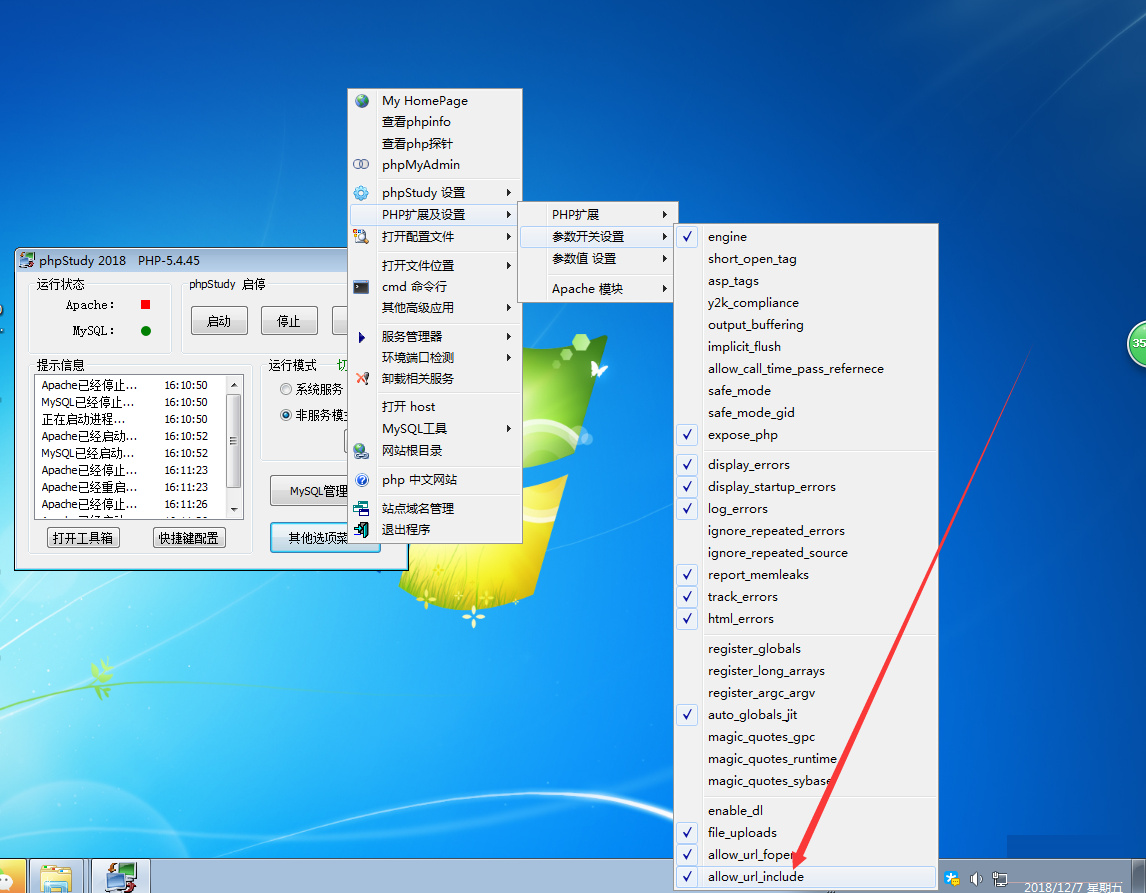 My HomePage
查看phpinfo
查看php探针
phpMyAdmin
phpStudy 设置
PHP扩展及设置
打开配置文件
打开文件位置
cmd 命令行
其他高级应用
服务管理器
环境端口检测
卸载相关服务
打开 host
MySQL工具
网站根目录
php 中文网站
站点域名管理
退出程序
PHP扩展
参数开关设置
参数值 设置
Apache 模块
engine
short_open_tag
asp_tags
y2k_compliance
output_buffering
implicit_flush
allow_call_time_pass_refernece
safe_mode
safe_mode_gid
expose_php
display_errors
display_startup_errors
log_errors
ignore_repeated_errors
ignore_repeated_source
report_memleaks
track_errors
html_errors
register_globals
register_long_arrays
register_argc_argv
auto_globals_jit
magic_quotes_gpc
magic_quotes_runtime
magic_quotes_sybase
enable_dl
file_uploads
allow_url_fopen
allow_url_include
phpStudy 2018 PHP-5.4.45
运行状态
Apache:
MySQL:
phpStudy 启停
启动
停止
提示信息
Apache已经停止... 16:10:50
MySQL已经停止... 16:10:50
正在启动进程... 16:10:50
Apache已经启动... 16:10:52
MySQL已经启动... 16:10:52
Apache已经停止... 16:11:23
Apache已经重启... 16:11:23
Apache已经停止... 16:11:26
运行模式 切
系统服务
非服务模
MySQL管理
打开工具箱
快捷键配置
其他选项菜
35
2018/12/7 星期五